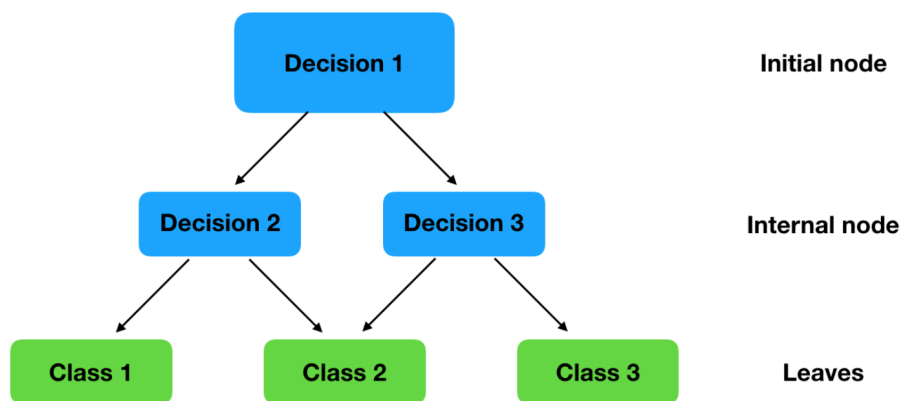 Decision 1
Initial node
Decision 2
Decision 3
Internal node
Class 1
Class 2
Class 3
Leaves